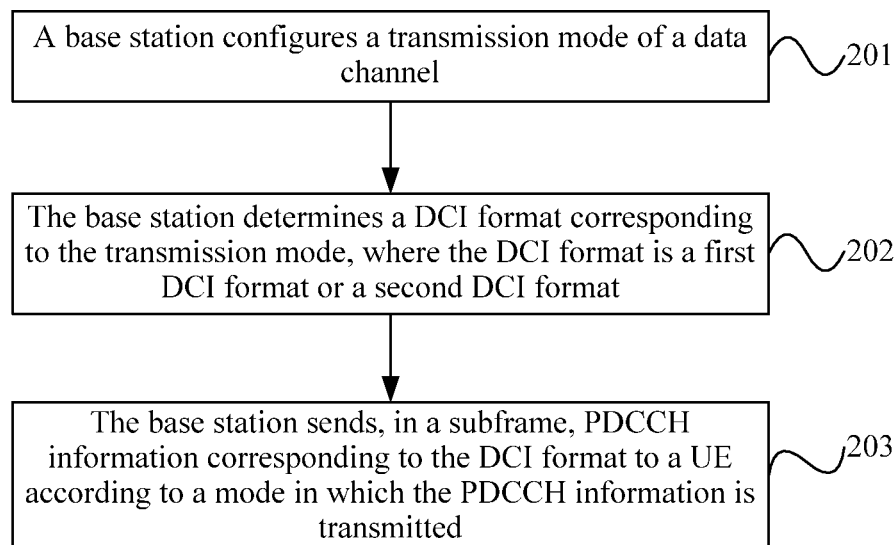 A base station configures a transmission mode of a data
channel
201
The base station determines a DCI format corresponding
to the transmission mode, where the DCI format is a first
DCI format or a second DCI format
202
The base station sends, in a subframe, PDCCH
information corresponding to the DCI format to a UE
according to a mode in which the PDCCH information is
transmitted
203